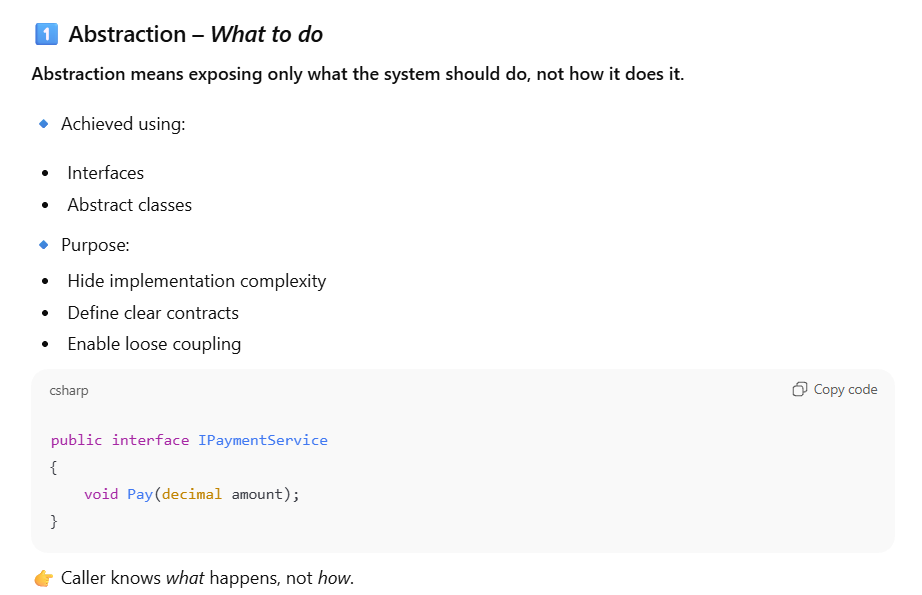 1 Abstraction – What to do
Abstraction means exposing only what the system should do, not how it does it.
Achieved using:
Interfaces
Abstract classes
Purpose:
Hide implementation complexity
Define clear contracts
Enable loose coupling
csharp Copy code
public interface IPaymentService
{
    void Pay(decimal amount);
}
Caller knows what happens, not how.